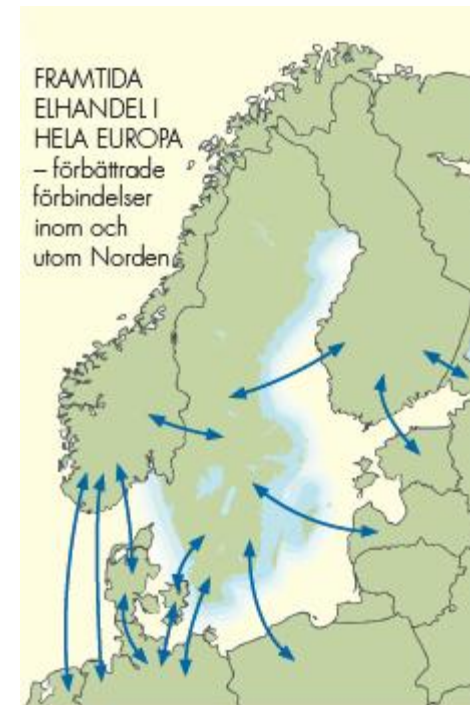 FRAMTIDA
ELHANDEL I
HELA EUROPA
– förbättrade
förbindelser
inom och
utom Norden